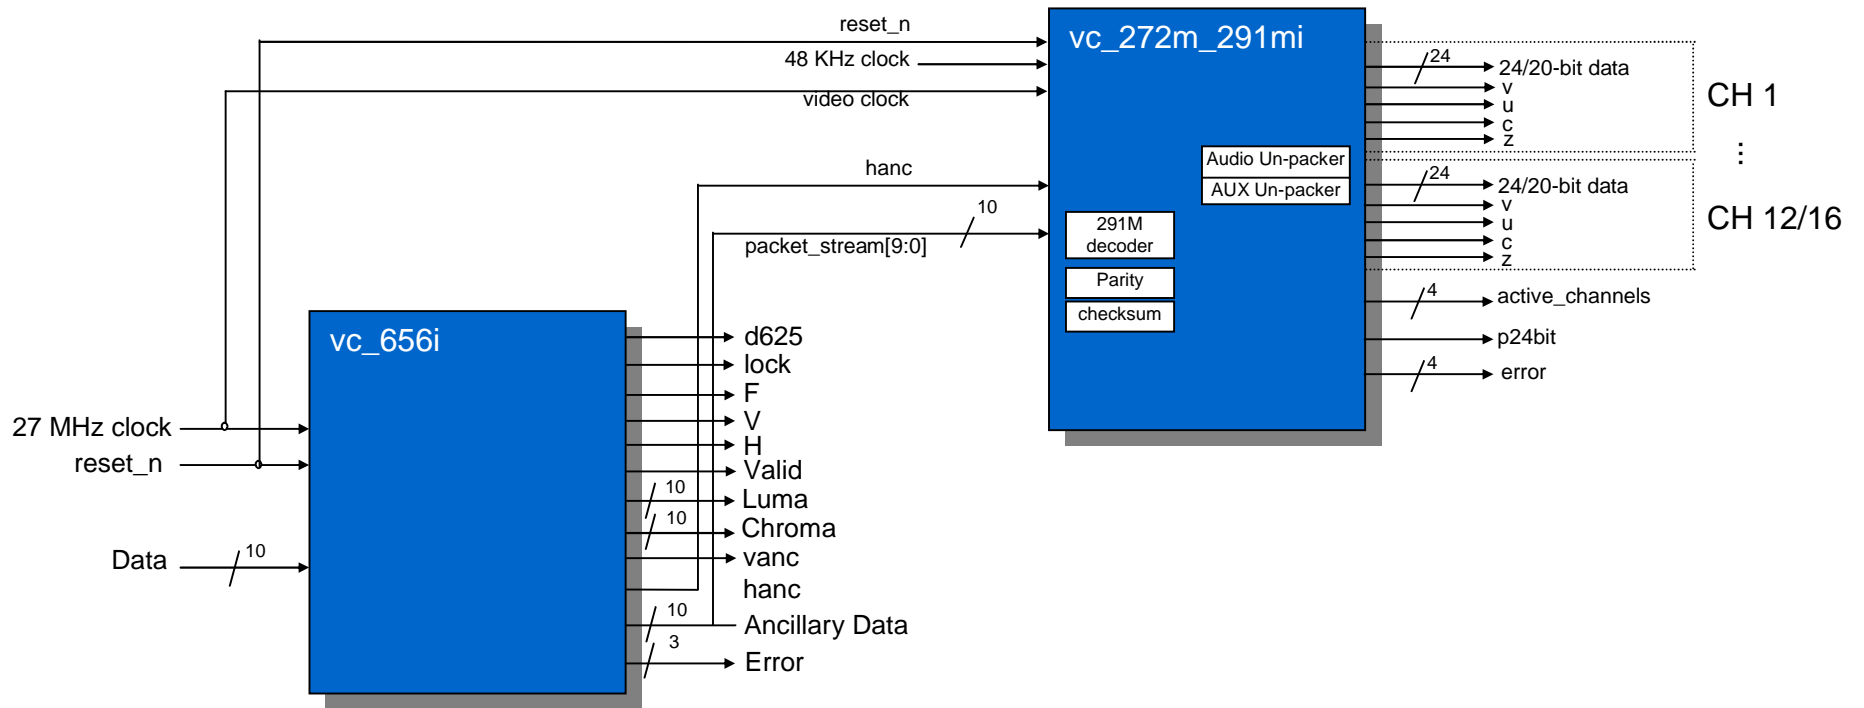 reset_n
vc_272m_291mi
48 KHz clock
video clock
24
24/20-bit data
v
u
c
z
CH 1
⋮
Audio Un-packer
AUX Un-packer
hanc
24
24/20-bit data
v
u
c
z
CH 12/16
10
packet_stream[9:0]
291M
decoder
Parity
checksum
4
active_channels
p24bit
4
error
vc_656i
27 MHz clock
reset_n
Data
10
d625
lock
F
V
H
Valid
10
Luma
10
Chroma
vanc
hanc
10
Ancillary Data
3
Error